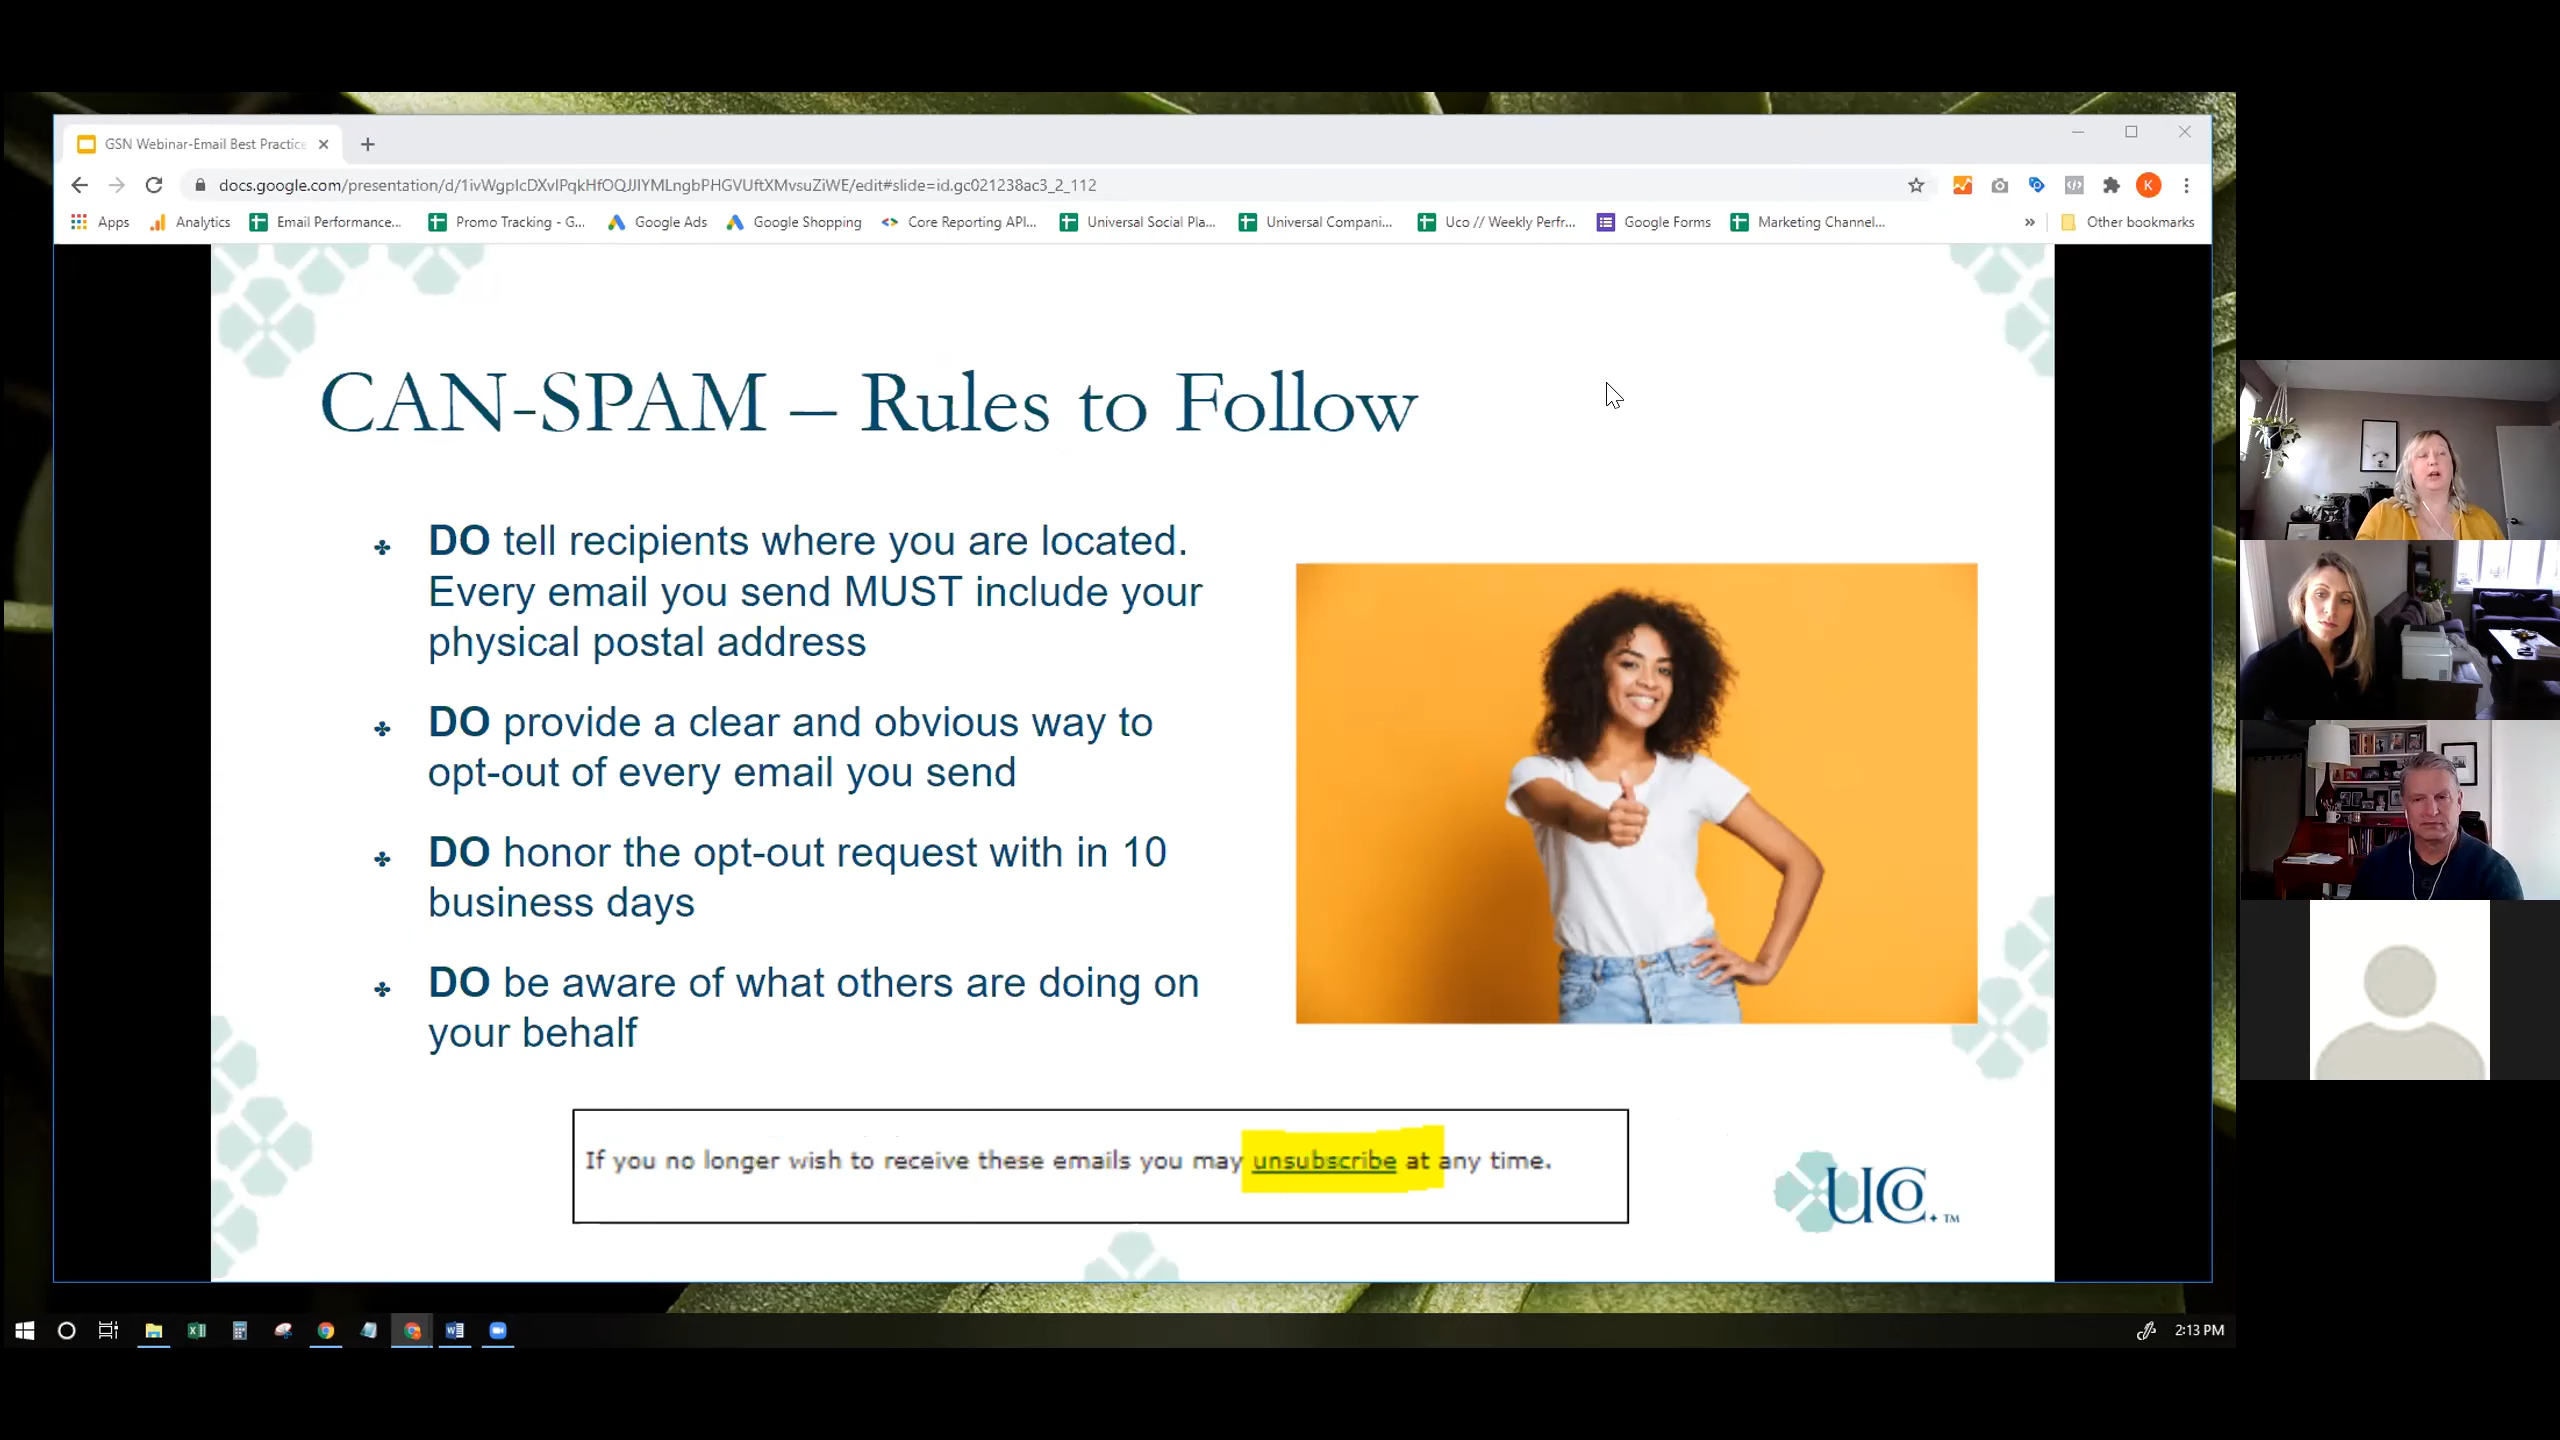 GSN Webinar-Email Best Practice
docs.google.com/presentation/d/1ivWgpIcDXvIPqkHfOQJJIYMLngbPHGVUftXMvsuZiWE/edit#slide=id.gc021238ac3_2_112
K
Apps Analytics Email Performance... Promo Tracking - G... Google Ads Google Shopping Core Reporting API... Universal Social Pla... Universal Compani... Uco // Weekly Perfr... Google Forms Marketing Channel... » Other bookmarks
CAN-SPAM – Rules to Follow
DO tell recipients where you are located.
Every email you send MUST include your
physical postal address
DO provide a clear and obvious way to
opt-out of every email you send
DO honor the opt-out request with in 10
business days
DO be aware of what others are doing on
your behalf
If you no longer wish to receive these emails you may unsubscribe at any time.
UCo.™
2:13 PM